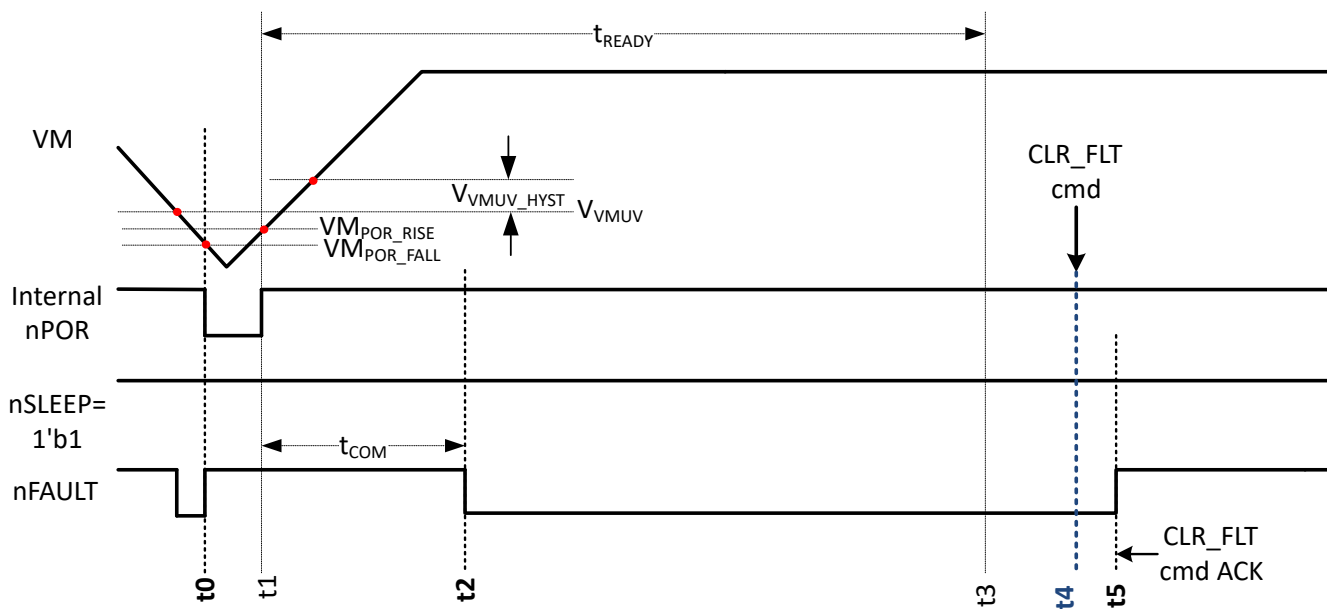 tREADY
VM
CLR_FLT
cmd
VVMUV_HYST
VVMUV
VMPOR_RISE
VMPOR_FALL
Internal
nPOR
nSLEEP=
1'b1
tCOM
nFAULT
CLR_FLT
cmd ACK
t0
t1
t2
t3
t4
t5